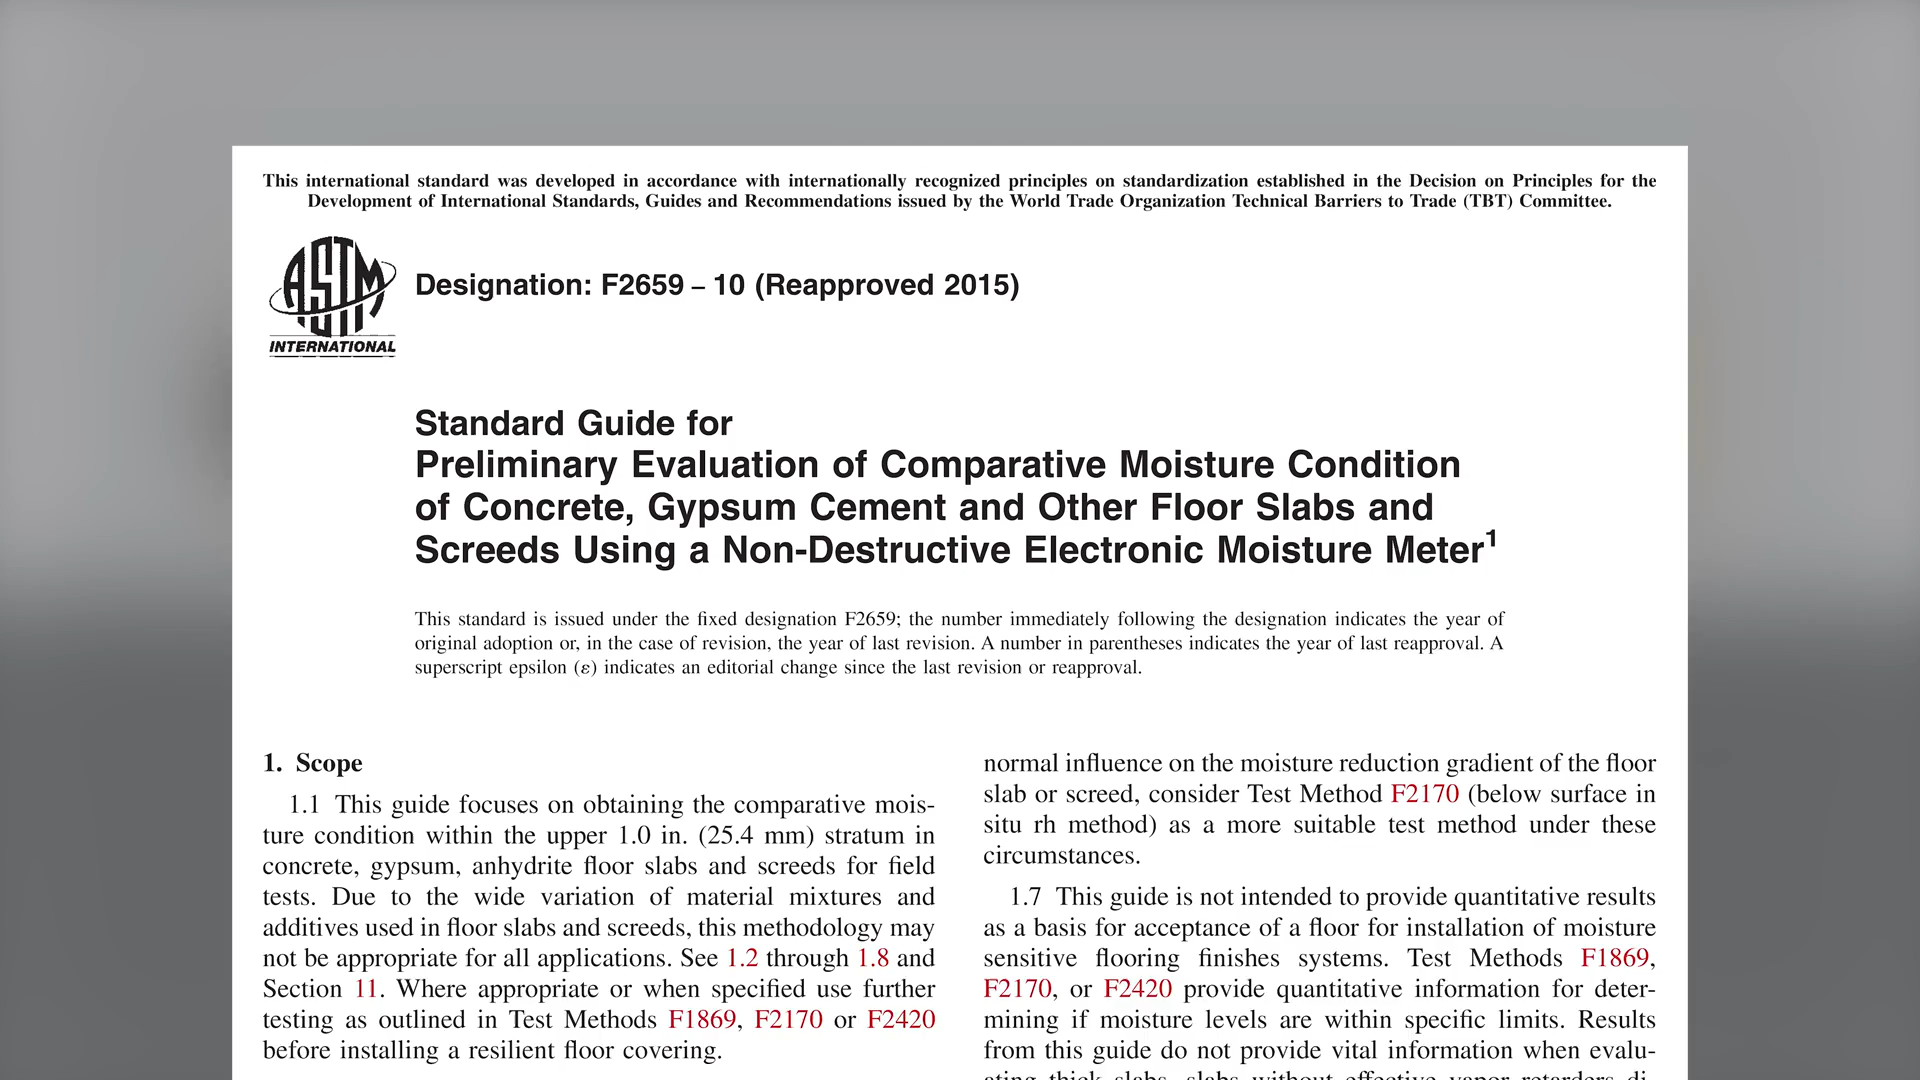 This international standard was developed in accordance with internationally recognized principles on standardization established in the Decision on Principles for the
Development of International Standards, Guides and Recommendations issued by the World Trade Organization Technical Barriers to Trade (TBT) Committee.
ASTM
INTERNATIONAL
Designation: F2659 – 10 (Reapproved 2015)
Standard Guide for
Preliminary Evaluation of Comparative Moisture Condition
of Concrete, Gypsum Cement and Other Floor Slabs and
Screeds Using a Non-Destructive Electronic Moisture Meter¹
This standard is issued under the fixed designation F2659; the number immediately following the designation indicates the year of
original adoption or, in the case of revision, the year of last revision. A number in parentheses indicates the year of last reapproval. A
superscript epsilon (ε) indicates an editorial change since the last revision or reapproval.
1. Scope
1.1 This guide focuses on obtaining the comparative mois-
ture condition within the upper 1.0 in. (25.4 mm) stratum in
concrete, gypsum, anhydrite floor slabs and screeds for field
tests. Due to the wide variation of material mixtures and
additives used in floor slabs and screeds, this methodology may
not be appropriate for all applications. See 1.2 through 1.8 and
Section 11. Where appropriate or when specified use further
testing as outlined in Test Methods F1869, F2170 or F2420
before installing a resilient floor covering.
normal influence on the moisture reduction gradient of the floor
slab or screed, consider Test Method F2170 (below surface in
situ rh method) as a more suitable test method under these
circumstances.
1.7 This guide is not intended to provide quantitative results
as a basis for acceptance of a floor for installation of moisture
sensitive flooring finishes systems. Test Methods F1869,
F2170, or F2420 provide quantitative information for deter-
mining if moisture levels are within specific limits. Results
from this guide do not provide vital information when evalu-
ating thick slabs, slabs without effective vapor retarders di-